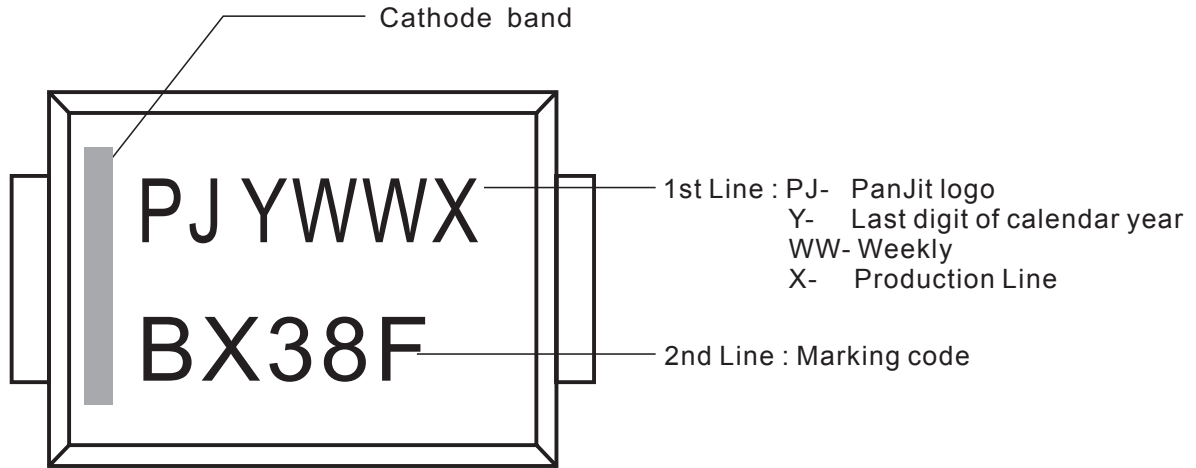 Cathode band
PJ YWWX
1st Line : PJ- PanJit logo
Y- Last digit of calendar year
WW- Weekly
X- Production Line
BX38F
2nd Line : Marking code